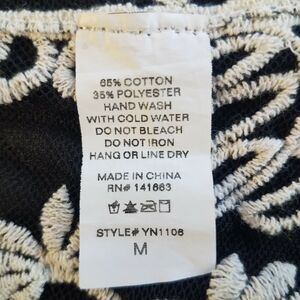 65% COTTON
35% POLYESTER
HAND WASH
WITH COLD WATER
DO NOT BLEACH
DO NOT IRON
HANG OR LINE DRY
MADE IN CHINA
RN# 141663
STYLE# YN1106
M